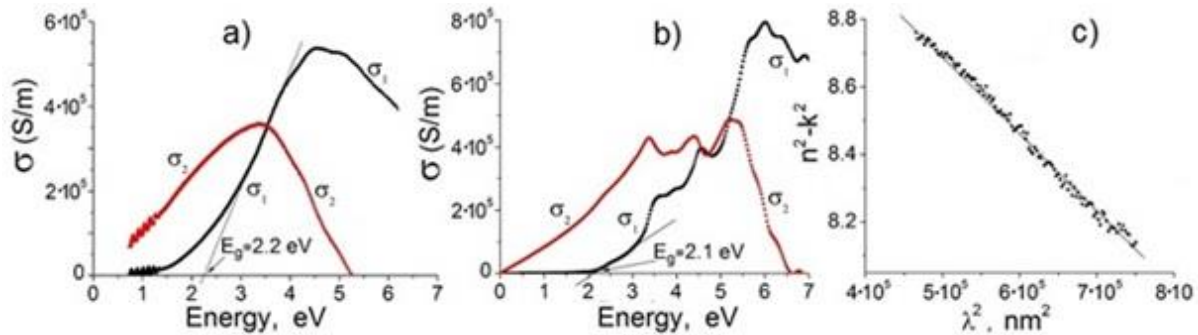 a)
σ (S/m)
6·10⁵
4·10⁵
2·10⁵
0
σ₁
σ₂
σ₁
σ₂
E_g=2.2 eV
0 1 2 3 4 5 6 7
Energy, eV
b)
σ (S/m)
8·10⁵
6·10⁵
4·10⁵
2·10⁵
0
σ₁
σ₂
σ₁
σ₂
E_g=2.1 eV
0 1 2 3 4 5 6 7
Energy, eV
c)
n²-k²
8.8
8.6
8.4
8.2
4·10⁵ 5·10⁵ 6·10⁵ 7·10⁵ 8·10
λ², nm²